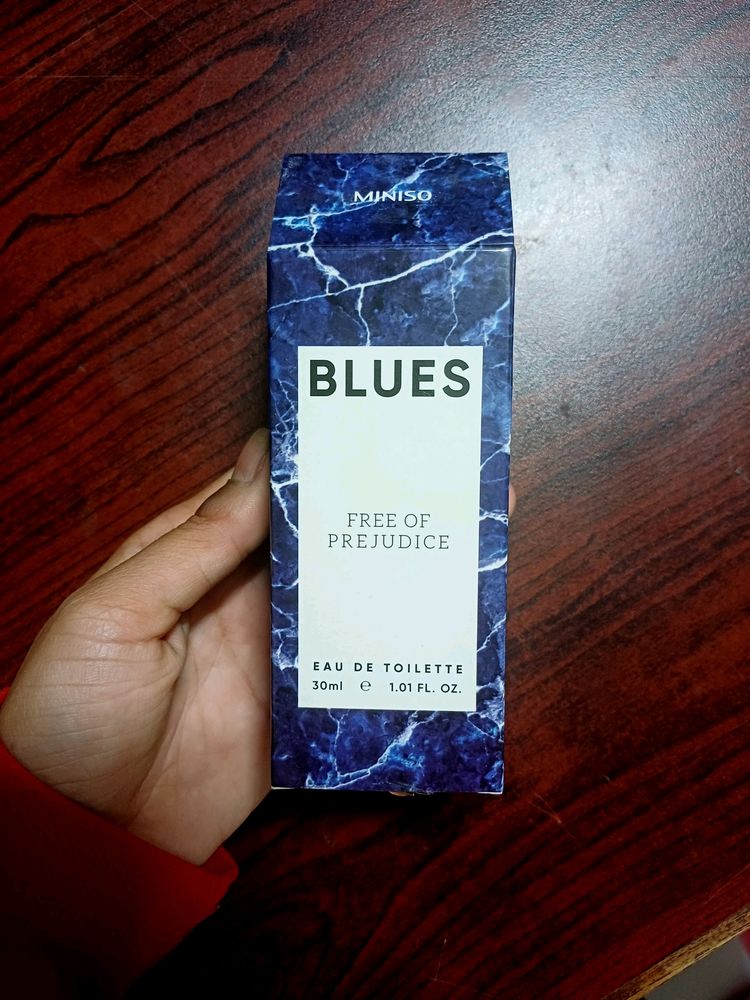 MINISO
BLUES
FREE OF
PREJUDICE
EAU DE TOILETTE
30ml ℮ 1.01 FL. OZ.